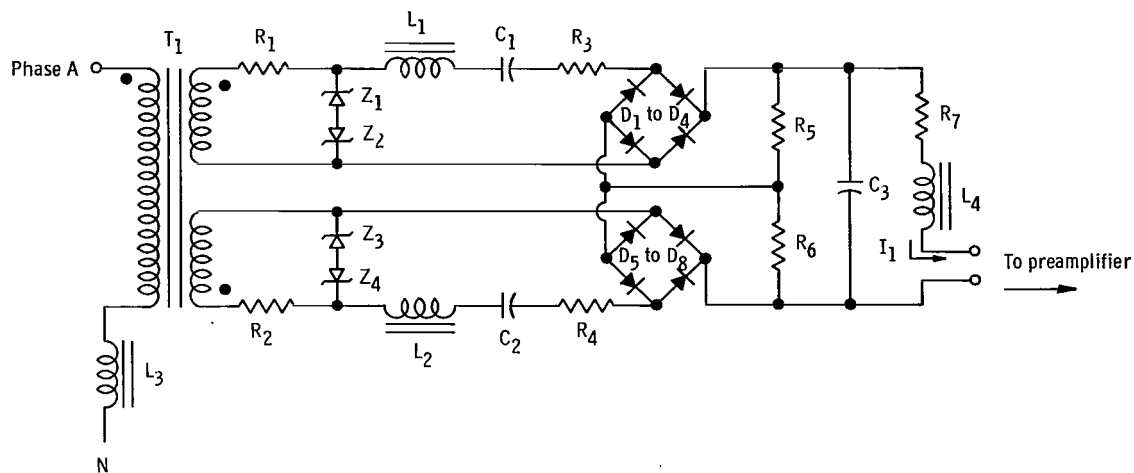 Phase A
T1
R1
L1
C1
R3
Z1
Z2
D1 to D4
R5
R7
C3
L4
Z3
Z4
D5 to D8
R6
I1
To preamplifier
R2
L2
C2
R4
L3
N